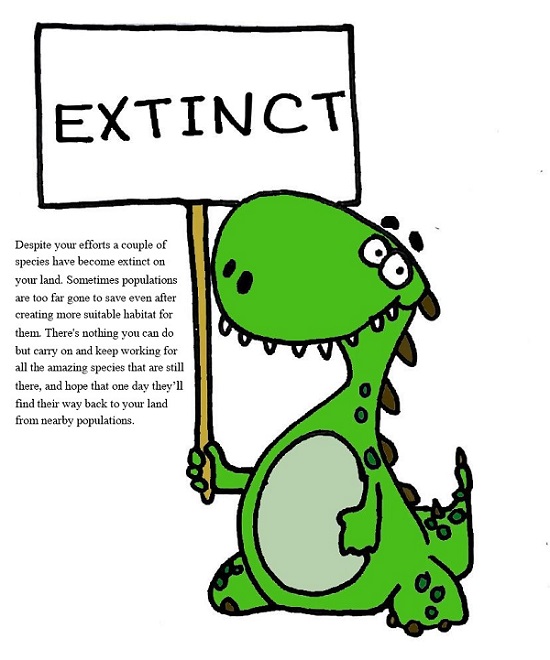 EXTINCT
Despite your efforts a couple of
species have become extinct on
your land. Sometimes populations
are too far gone to save even after
creating more suitable habitat for
them. There's nothing you can do
but carry on and keep working for
all the amazing species that are still
there, and hope that one day they'll
find their way back to your land
from nearby populations.